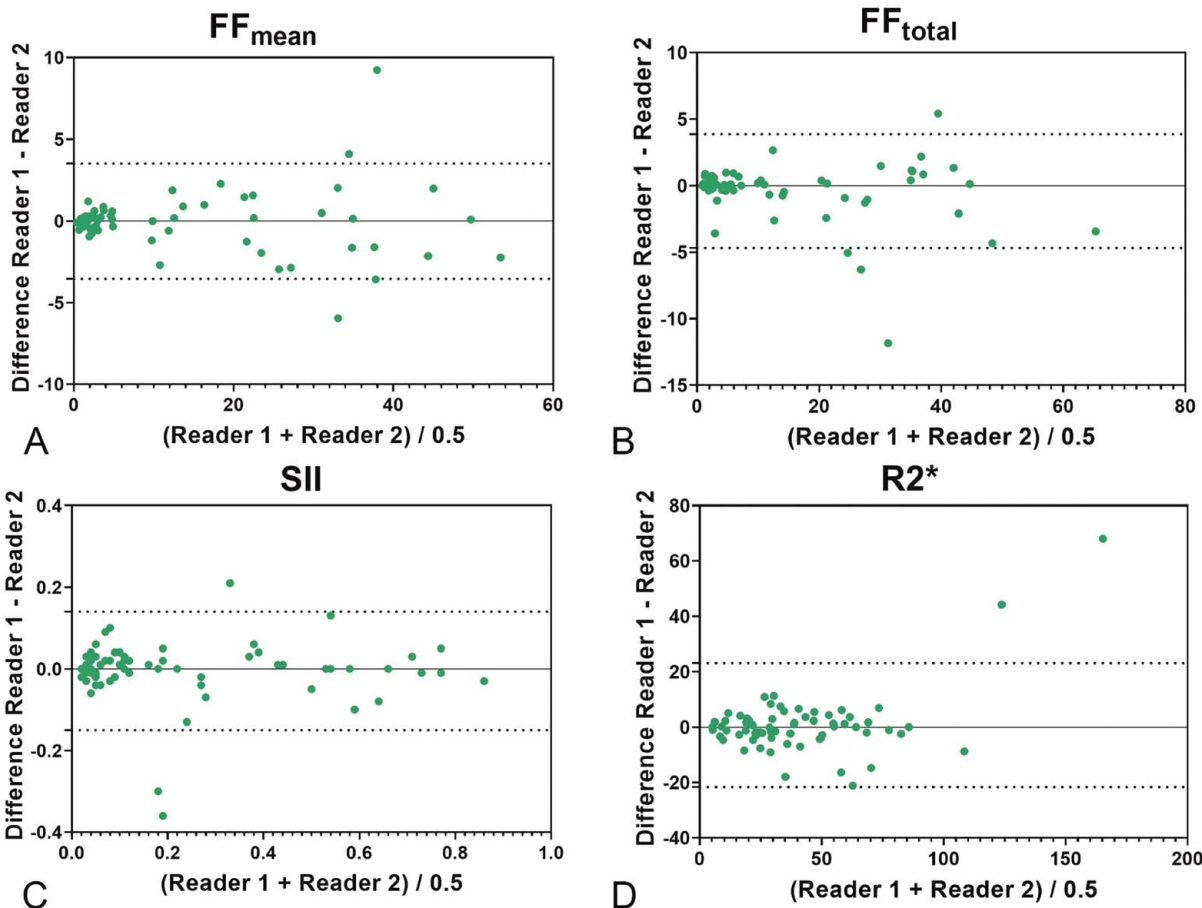 FFmean
Difference Reader 1 - Reader 2
10
5
0
-5
-10
0
20
40
60
(Reader 1 + Reader 2) / 0.5
A
FFtotal
Difference Reader 1 - Reader 2
10
5
0
-5
-10
-15
0
20
40
60
80
(Reader 1 + Reader 2) / 0.5
B
SII
Difference Reader 1 - Reader 2
0.4
0.2
0.0
-0.2
-0.4
0.0
0.2
0.4
0.6
0.8
1.0
(Reader 1 + Reader 2) / 0.5
C
R2*
Difference Reader 1 - Reader 2
80
60
40
20
0
-20
-40
0
50
100
150
200
(Reader 1 + Reader 2) / 0.5
D